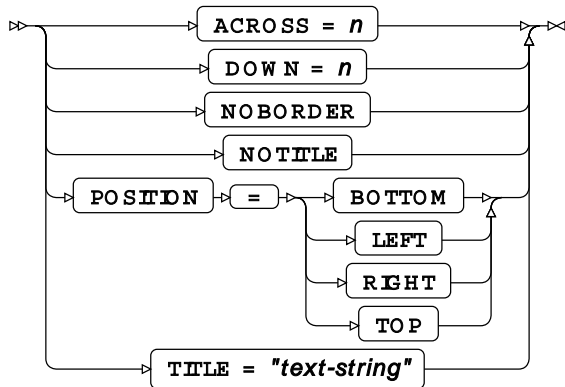 ACROSS = n
DOWN = n
NOBORDER
NOTITLE
POSITION = BOTTOM
LEFT
RIGHT
TOP
TITLE = "text-string"